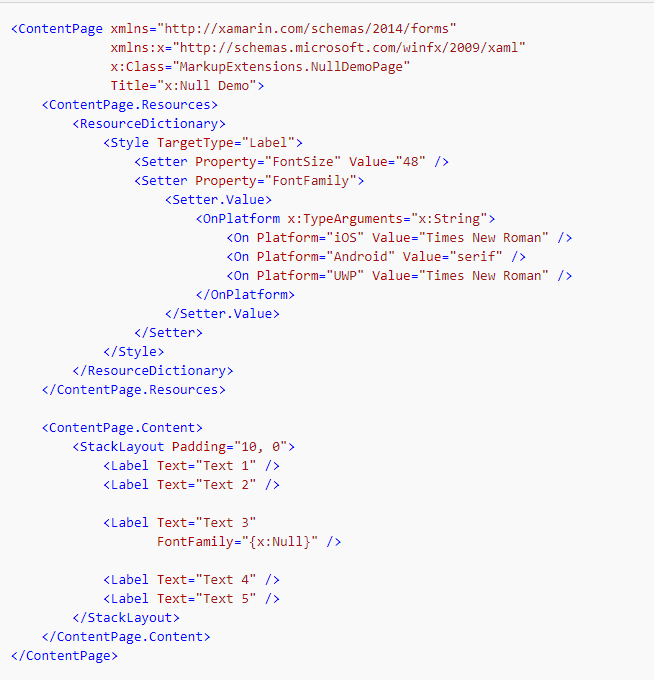 <ContentPage xmlns="http://xamarin.com/schemas/2014/forms"
             xmlns:x="http://schemas.microsoft.com/winfx/2009/xaml"
             x:Class="MarkupExtensions.NullDemoPage"
             Title="x:Null Demo">
    <ContentPage.Resources>
        <ResourceDictionary>
            <Style TargetType="Label">
                <Setter Property="FontSize" Value="48" />
                <Setter Property="FontFamily">
                    <Setter.Value>
                        <OnPlatform x:TypeArguments="x:String">
                            <On Platform="iOS" Value="Times New Roman" />
                            <On Platform="Android" Value="serif" />
                            <On Platform="UWP" Value="Times New Roman" />
                        </OnPlatform>
                    </Setter.Value>
                </Setter>
            </Style>
        </ResourceDictionary>
    </ContentPage.Resources>

    <ContentPage.Content>
        <StackLayout Padding="10, 0">
            <Label Text="Text 1" />
            <Label Text="Text 2" />

            <Label Text="Text 3"
                   FontFamily="{x:Null}" />

            <Label Text="Text 4" />
            <Label Text="Text 5" />
        </StackLayout>
    </ContentPage.Content>
</ContentPage>